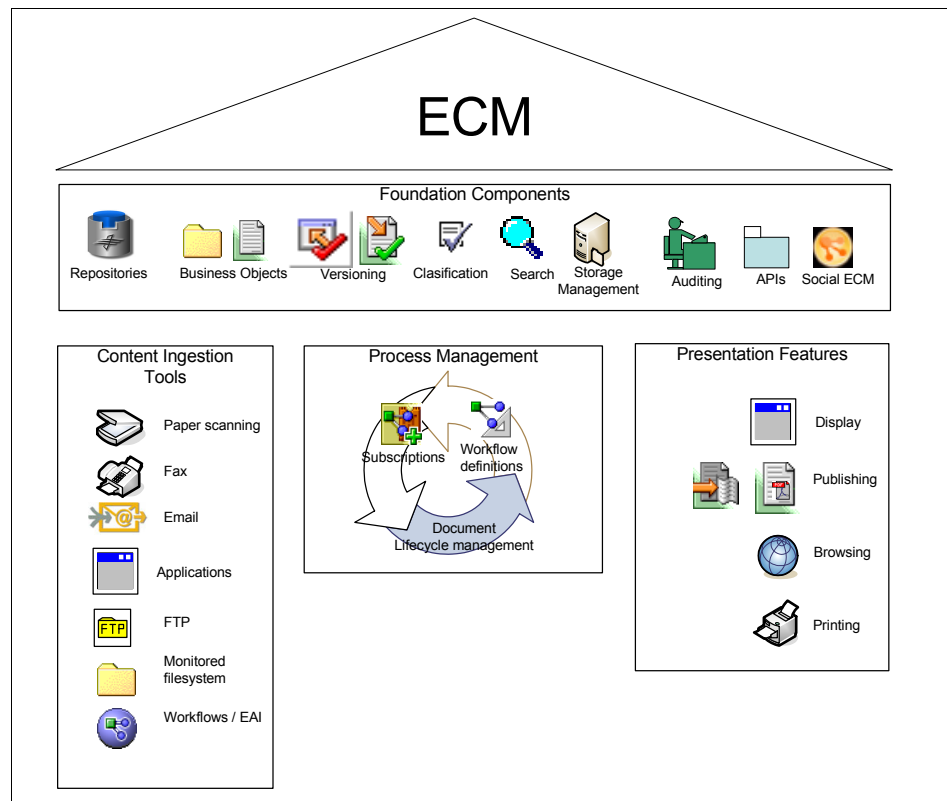 ECM
Foundation Components
Repositories
Business Objects
Versioning
Clasification
Search
Storage
Management
Auditing
APIs
Social ECM
Content Ingestion
Tools
Paper scanning
Fax
@
Email
Applications
FTP
FTP
Monitored
filesystem
Workflows / EAI
Process Management
Subscriptions
Workflow
definitions
Document
Lifecycle management
Presentation Features
Display
Publishing
Browsing
Printing